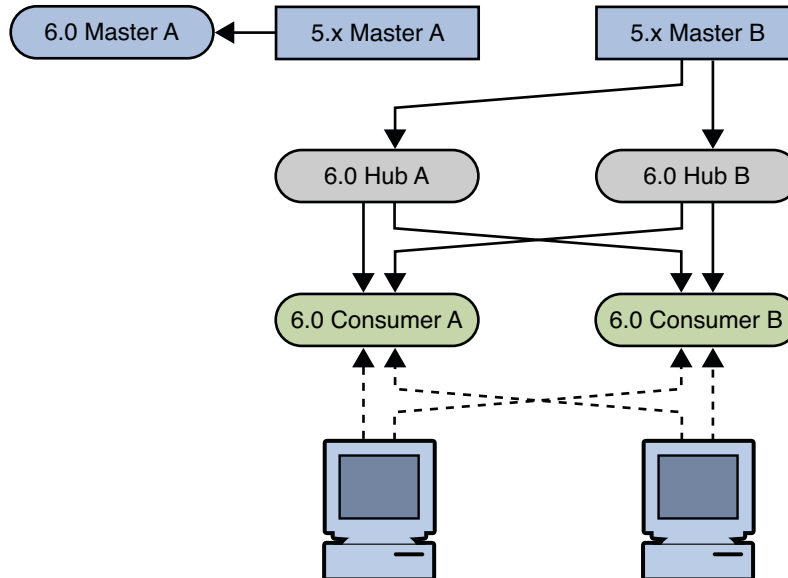 6.0 Master A
5.x Master A
5.x Master B
6.0 Hub A
6.0 Hub B
6.0 Consumer A
6.0 Consumer B